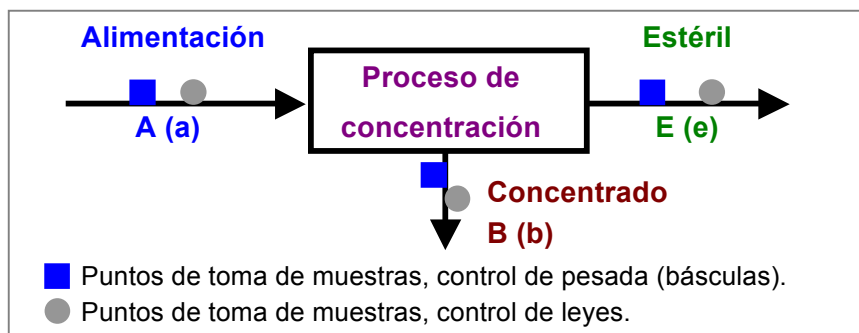 Alimentación
Estéril
Proceso de
concentración
A (a)
E (e)
Concentrado
B (b)
Puntos de toma de muestras, control de pesada (básculas).
Puntos de toma de muestras, control de leyes.